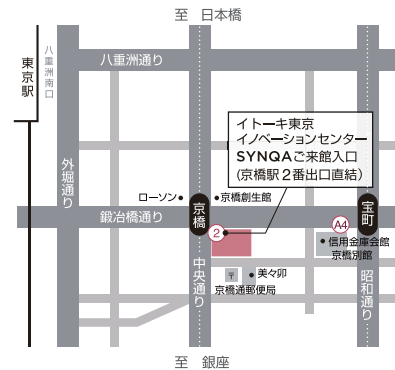 至 日本橋
八重洲通り
東京駅
八重洲南口
外堀通り
イトーキ東京
イノベーションセンター
SYNQAご来館入口
(京橋駅2番出口直結)
ローソン
京橋
京橋創生館
宝町
鍛冶橋通り
2
A4
信用金庫会館
京橋別館
中央通り
〒
美々卯
京橋通郵便局
昭和通り
至 銀座